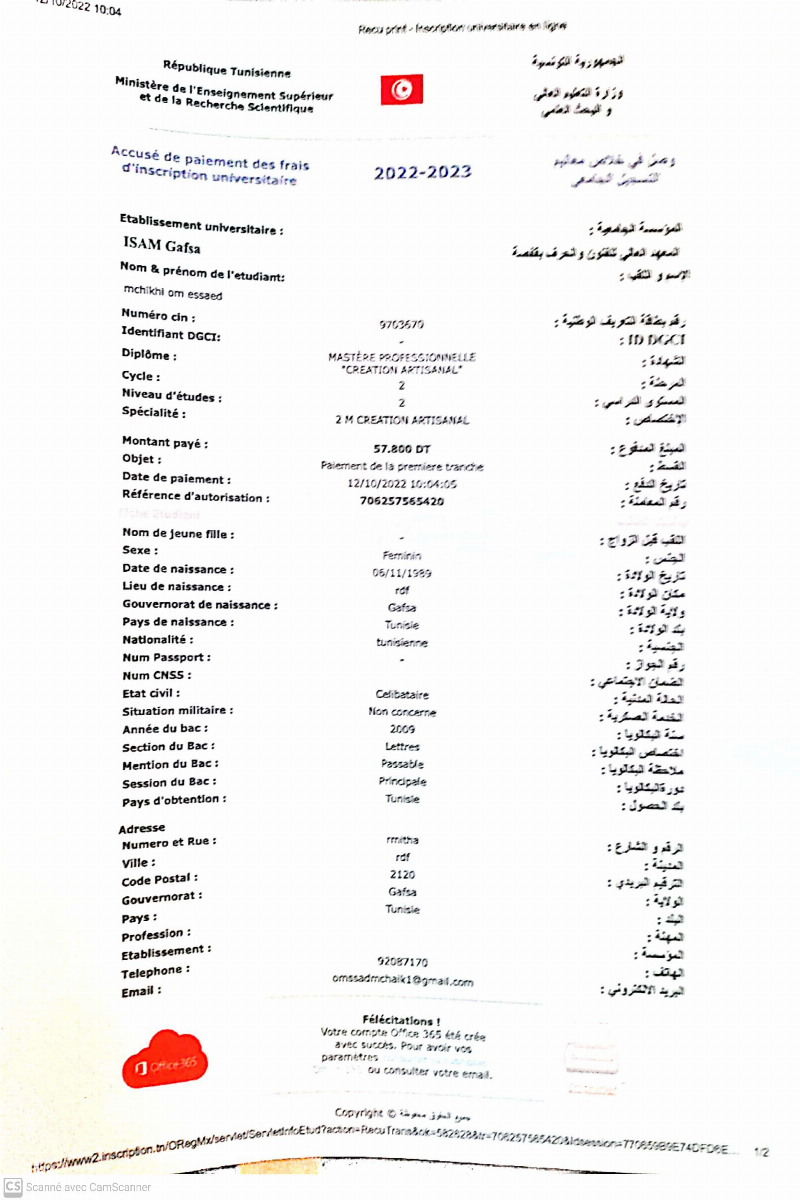 12/10/2022 10:04
Recu print - Inscription universitaire en ligne
République Tunisienne
Ministère de l'Enseignement Supérieur
et de la Recherche Scientifique
الجمهورية التونسية
وزارة التعليم العالي
و البحث العلمي
Accusé de paiement des frais
d'inscription universitaire
2022-2023
وصل في خلاص معاليم
التسجيل الجامعي
Etablissement universitaire : المؤسسة الجامعية :
ISAM Gafsa المعهد العالي للفنون و الحرف بقفصة
Nom & prénom de l'etudiant: الإسم و اللقب :
mchikhi om essaed
Numéro cin : 9703670 رقم بطاقة التعريف الوطنية :
Identifiant DGCI: - ID DGCI :
Diplôme : MASTÈRE PROFESSIONNELLE الشهادة :
"CREATION ARTISANAL"
Cycle : 2 المرحلة :
Niveau d'études : 2 المستوى الدراسي :
Spécialité : 2 M CREATION ARTISANAL الإختصاص :
Montant payé : 57.800 DT المبلغ المدفوع :
Objet : Paiement de la premiere tranche القسط :
Date de paiement : 12/10/2022 10:04:05 تاريخ الدفع :
Référence d'autorisation : 706257565420 رقم المعاملة :
Fiche Etudiant
Nom de jeune fille : - اللقب قبل الزواج :
Sexe : Feminin الجنس :
Date de naissance : 06/11/1989 تاريخ الولادة :
Lieu de naissance : rdf مكان الولادة :
Gouvernorat de naissance : Gafsa ولاية الولادة :
Pays de naissance : Tunisie بلد الولادة :
Nationalité : tunisienne الجنسية :
Num Passport : - رقم الجواز :
Num CNSS : الضمان الاجتماعي :
Etat civil : Celibataire الحالة المدنية :
Situation militaire : Non concerne الخدمة العسكرية :
Année du bac : 2009 سنة البكالوريا :
Section du Bac : Lettres اختصاص البكالوريا :
Mention du Bac : Passable ملاحظة البكالوريا :
Session du Bac : Principale دورة البكالوريا :
Pays d'obtention : Tunisie بلد الحصول :
Adresse
Numero et Rue : rmitha الرقم و الشارع :
Ville : rdf المدينة :
Code Postal : 2120 الترقيم البريدي :
Gouvernorat : Gafsa الولاية :
Pays : Tunisie البلد :
Profession : المهنة :
Etablissement : المؤسسة :
Telephone : 92087170 الهاتف :
Email : omssadmchaik1@gmail.com البريد الالكتروني :
Félécitations !
Votre compte Office 365 été crée
avec succès. Pour avoir vos
paramètres
ou consulter votre email.
Office 365
Copyright © جميع الحقوق محفوظة
https://www2.inscription.tn/ORegMx/servlet/ServletInfoEtud?action=RecuTrans&ok=582828&tr=706257565420&idsession=770859B9E74DFD8E... 1/2
CS Scanné avec CamScanner